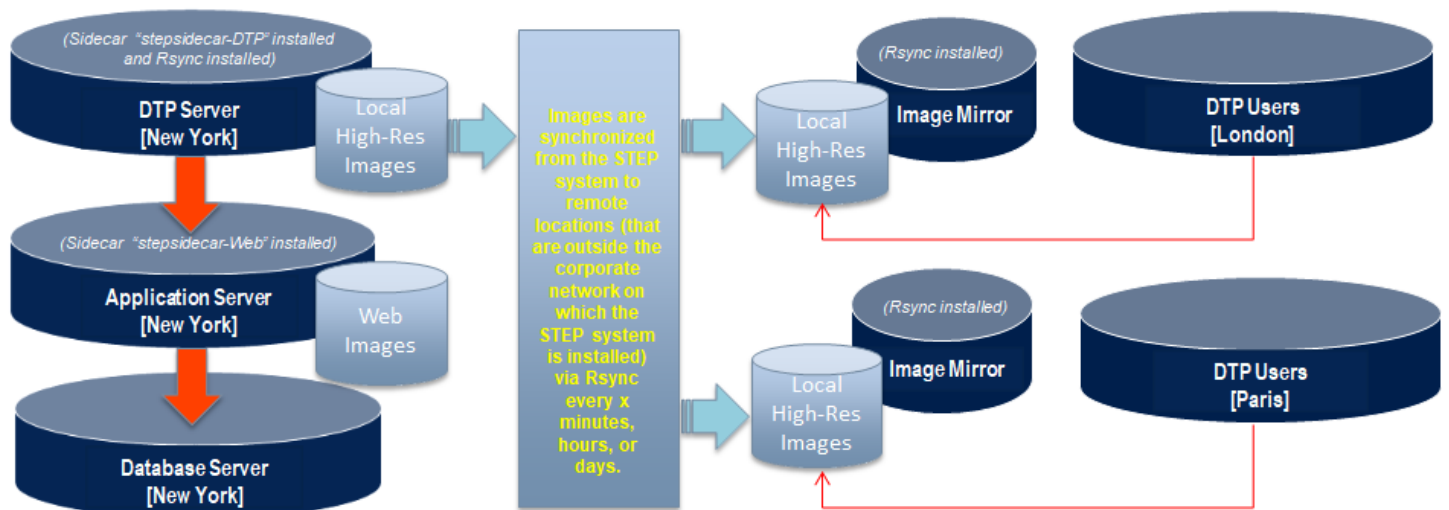 (Sidecar "stepsidecar-DTP" installed
and Rsync installed)
DTP Server
[New York]
Local
High-Res
Images
(Sidecar "stepsidecar-Web" installed)
Application Server
[New York]
Web
Images
Database Server
[New York]
Images are
synchronized
from the STEP
system to
remote
locations (that
are outside the
corporate
network on
which the
STEP system
is installed)
via Rsync
every x
minutes,
hours, or
days.
(Rsync installed)
Image Mirror
Local
High-Res
Images
DTP Users
[London]
(Rsync installed)
Image Mirror
Local
High-Res
Images
DTP Users
[Paris]